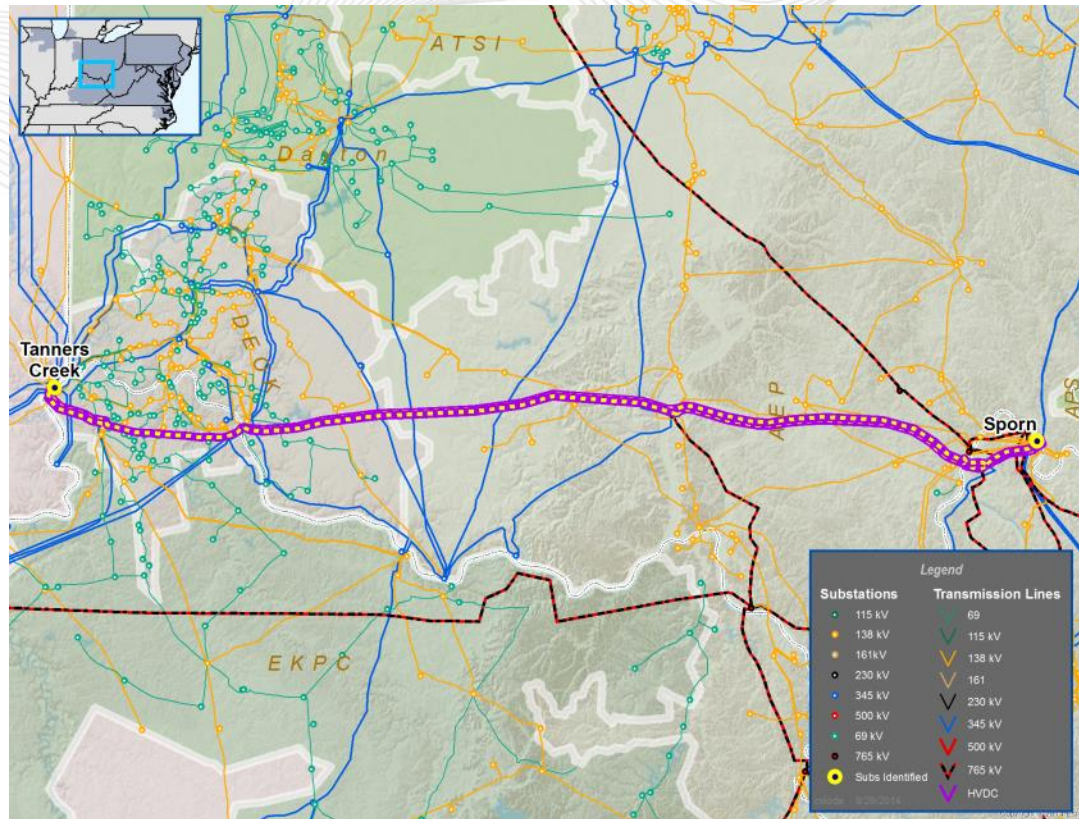 ATSI
Dayton
DEOK
Tanners
Creek
AEP
APS
Sporn
EKPC
Legend
Substations
115 kV
138 kV
161kV
230 kV
345 kV
500 kV
69 kV
765 kV
Subs Identified
Transmission Lines
69
115 kV
138 kV
161
230 kV
345 kV
500 kV
765 kV
HVDC